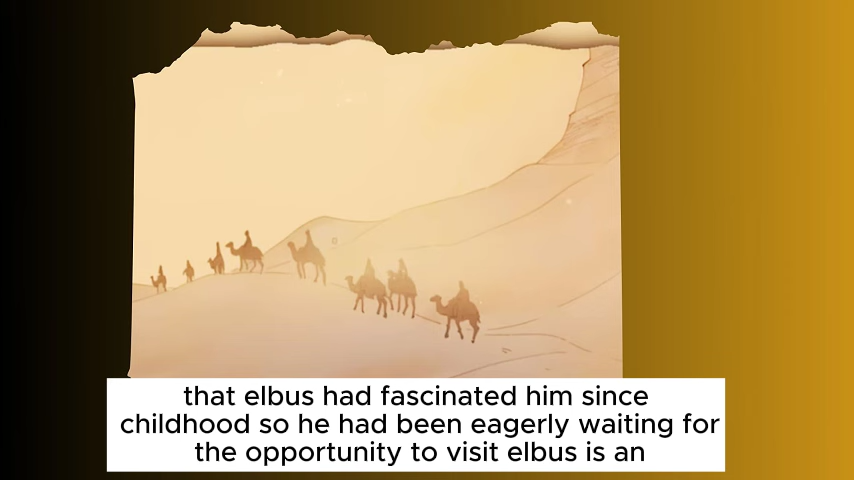 that elbus had fascinated him since
childhood so he had been eagerly waiting for
the opportunity to visit elbus is an